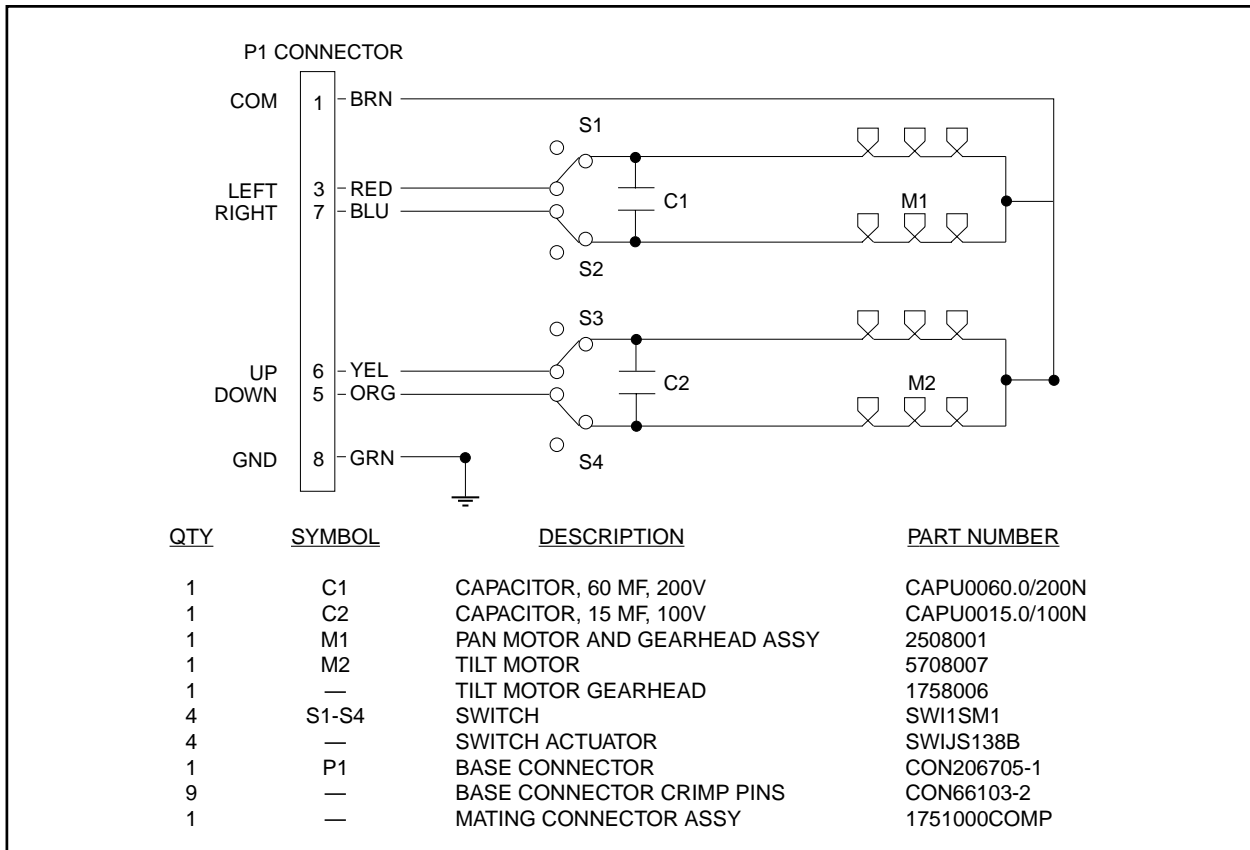 P1 CONNECTOR
COM 1 BRN
S1
LEFT 3 RED
C1 M1
RIGHT 7 BLU
S2
S3
UP 6 YEL
C2 M2
DOWN 5 ORG
GND 8 GRN
S4
QTY SYMBOL DESCRIPTION PART NUMBER
1 C1 CAPACITOR, 60 MF, 200V CAPU0060.0/200N
1 C2 CAPACITOR, 15 MF, 100V CAPU0015.0/100N
1 M1 PAN MOTOR AND GEARHEAD ASSY 2508001
1 M2 TILT MOTOR 5708007
1 — TILT MOTOR GEARHEAD 1758006
4 S1-S4 SWITCH SWI1SM1
4 — SWITCH ACTUATOR SWIJS138B
1 P1 BASE CONNECTOR CON206705-1
9 — BASE CONNECTOR CRIMP PINS CON66103-2
1 — MATING CONNECTOR ASSY 1751000COMP